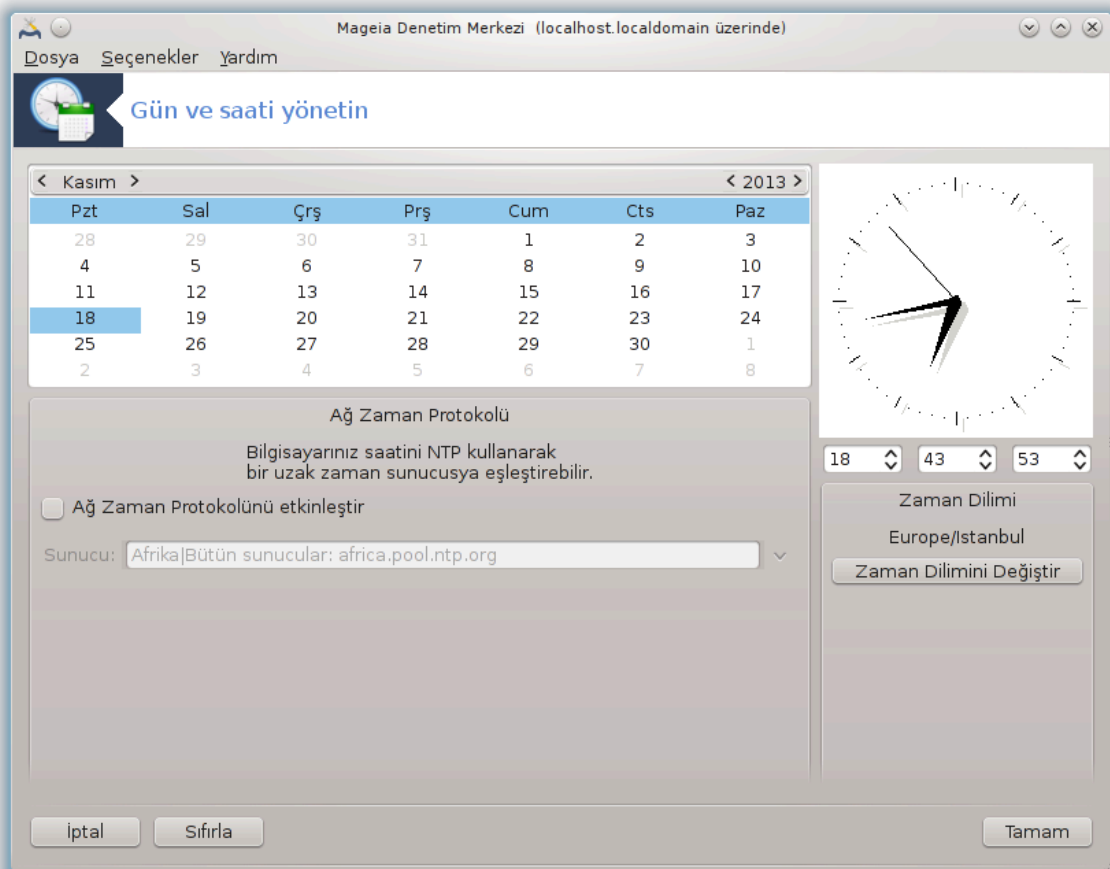 Mageia Denetim Merkezi (localhost.localdomain üzerinde)
Dosya Seçenekler Yardım
Gün ve saati yönetin
< Kasım > < 2013 >
Pzt Sal Çrş Prş Cum Cts Paz
28 29 30 31 1 2 3
4 5 6 7 8 9 10
11 12 13 14 15 16 17
18 19 20 21 22 23 24
25 26 27 28 29 30 1
2 3 4 5 6 7 8
18 43 53
Ağ Zaman Protokolü
Bilgisayarınız saatini NTP kullanarak
bir uzak zaman sunucusya eşleştirebilir.
Ağ Zaman Protokolünü etkinleştir
Sunucu: Afrika|Bütün sunucular: africa.pool.ntp.org
Zaman Dilimi
Europe/Istanbul
Zaman Dilimini Değiştir
İptal Sıfırla Tamam